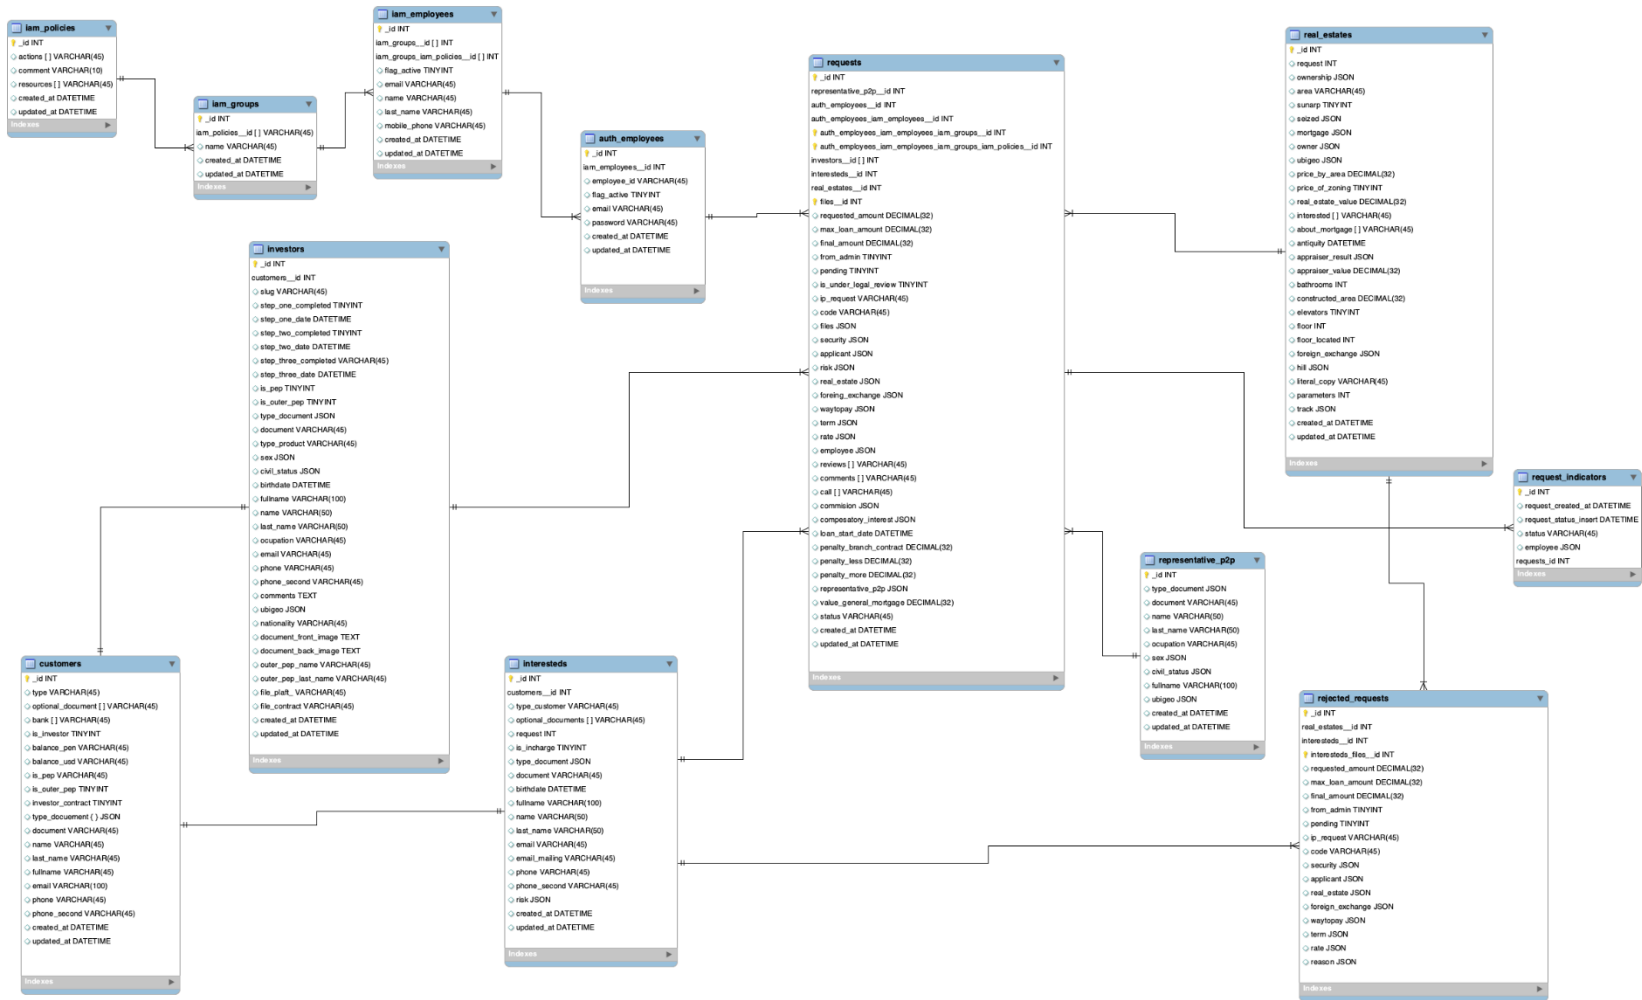 iam_policies
_id INT
actions [ ] VARCHAR(45)
comment VARCHAR(10)
resources [ ] VARCHAR(45)
created_at DATETIME
updated_at DATETIME
Indexes
iam_groups
_id INT
iam_policies__id [ ] VARCHAR(45)
name VARCHAR(45)
created_at DATETIME
updated_at DATETIME
Indexes
iam_employees
_id INT
iam_groups__id [ ] INT
iam_groups_iam_policies__id [ ] INT
flag_active TINYINT
email VARCHAR(45)
name VARCHAR(45)
last_name VARCHAR(45)
mobile_phone VARCHAR(45)
created_at DATETIME
updated_at DATETIME
Indexes
auth_employees
_id INT
iam_employees__id INT
employee_id VARCHAR(45)
flag_active TINYINT
email VARCHAR(45)
password VARCHAR(45)
created_at DATETIME
updated_at DATETIME
Indexes
requests
_id INT
representative_p2p__id INT
auth_employees__id INT
auth_employees_iam_employees__id INT
auth_employees_iam_employees_iam_groups__id INT
auth_employees_iam_employees_iam_groups_iam_policies__id INT
investors__id [ ] INT
interesteds__id INT
real_estates__id INT
files__id INT
requested_amount DECIMAL(32)
max_loan_amount DECIMAL(32)
final_amount DECIMAL(32)
from_admin TINYINT
pending TINYINT
is_under_legal_review TINYINT
ip_request VARCHAR(45)
code VARCHAR(45)
files JSON
security JSON
applicant JSON
risk JSON
real_estate JSON
foreing_exchange JSON
waytopay JSON
term JSON
rate JSON
employee JSON
reviews [ ] VARCHAR(45)
comments [ ] VARCHAR(45)
call [ ] VARCHAR(45)
commision JSON
compesatory_interest JSON
loan_start_date DATETIME
penalty_branch_contract DECIMAL(32)
penalty_less DECIMAL(32)
penalty_more DECIMAL(32)
representative_p2p JSON
value_general_mortgage DECIMAL(32)
status VARCHAR(45)
created_at DATETIME
updated_at DATETIME
Indexes
real_estates
_id INT
request INT
ownership JSON
area VARCHAR(45)
sunarp TINYINT
seized JSON
mortgage JSON
owner JSON
ubigeo JSON
price_by_area DECIMAL(32)
price_of_zoning TINYINT
real_estate_value DECIMAL(32)
interested [ ] VARCHAR(45)
about_mortgage [ ] VARCHAR(45)
antiquity DATETIME
appraiser_result JSON
appraiser_value DECIMAL(32)
bathrooms INT
constructed_area DECIMAL(32)
elevators TINYINT
floor INT
floor_located INT
foreign_exchange JSON
hill JSON
literal_copy VARCHAR(45)
parameters INT
track JSON
created_at DATETIME
updated_at DATETIME
Indexes
investors
_id INT
customers__id INT
slug VARCHAR(45)
step_one_completed TINYINT
step_one_date DATETIME
step_two_completed TINYINT
step_two_date DATETIME
step_three_completed VARCHAR(45)
step_three_date DATETIME
is_pep TINYINT
is_outer_pep TINYINT
type_document JSON
document VARCHAR(45)
type_product VARCHAR(45)
sex JSON
civil_status JSON
birthdate DATETIME
fullname VARCHAR(100)
name VARCHAR(50)
last_name VARCHAR(50)
ocupation VARCHAR(45)
email VARCHAR(45)
phone VARCHAR(45)
phone_second VARCHAR(45)
comments TEXT
ubigeo JSON
nationality VARCHAR(45)
document_front_image TEXT
document_back_image TEXT
outer_pep_name VARCHAR(45)
outer_pep_last_name VARCHAR(45)
file_plaft_ VARCHAR(45)
file_contract VARCHAR(45)
created_at DATETIME
updated_at DATETIME
Indexes
request_indicators
_id INT
request_created_at DATETIME
request_status_insert DATETIME
status VARCHAR(45)
employee JSON
requests_id INT
Indexes
representative_p2p
_id INT
type_document JSON
document VARCHAR(45)
name VARCHAR(50)
last_name VARCHAR(50)
ocupation VARCHAR(45)
sex JSON
civil_status JSON
fullname VARCHAR(100)
ubigeo JSON
created_at DATETIME
updated_at DATETIME
Indexes
customers
_id INT
type VARCHAR(45)
optional_document [ ] VARCHAR(45)
bank [ ] VARCHAR(45)
is_investor TINYINT
balance_pen VARCHAR(45)
balance_usd VARCHAR(45)
is_pep VARCHAR(45)
is_outer_pep TINYINT
investor_contract TINYINT
type_docuement { } JSON
document VARCHAR(45)
name VARCHAR(45)
last_name VARCHAR(45)
fullname VARCHAR(45)
email VARCHAR(100)
phone VARCHAR(45)
phone_second VARCHAR(45)
created_at DATETIME
updated_at DATETIME
Indexes
interesteds
_id INT
customers__id INT
type_customer VARCHAR(45)
optional_documents [ ] VARCHAR(45)
request INT
is_incharge TINYINT
type_document JSON
document VARCHAR(45)
birthdate DATETIME
fullname VARCHAR(100)
name VARCHAR(50)
last_name VARCHAR(50)
email VARCHAR(45)
email_mailing VARCHAR(45)
phone VARCHAR(45)
phone_second VARCHAR(45)
risk JSON
created_at DATETIME
updated_at DATETIME
Indexes
rejected_requests
_id INT
real_estates__id INT
interesteds__id INT
interesteds_files__id INT
requested_amount DECIMAL(32)
max_loan_amount DECIMAL(32)
final_amount DECIMAL(32)
from_admin TINYINT
pending TINYINT
ip_request VARCHAR(45)
code VARCHAR(45)
security JSON
applicant JSON
real_estate JSON
foreign_exchange JSON
waytopay JSON
term JSON
rate JSON
reason JSON
Indexes